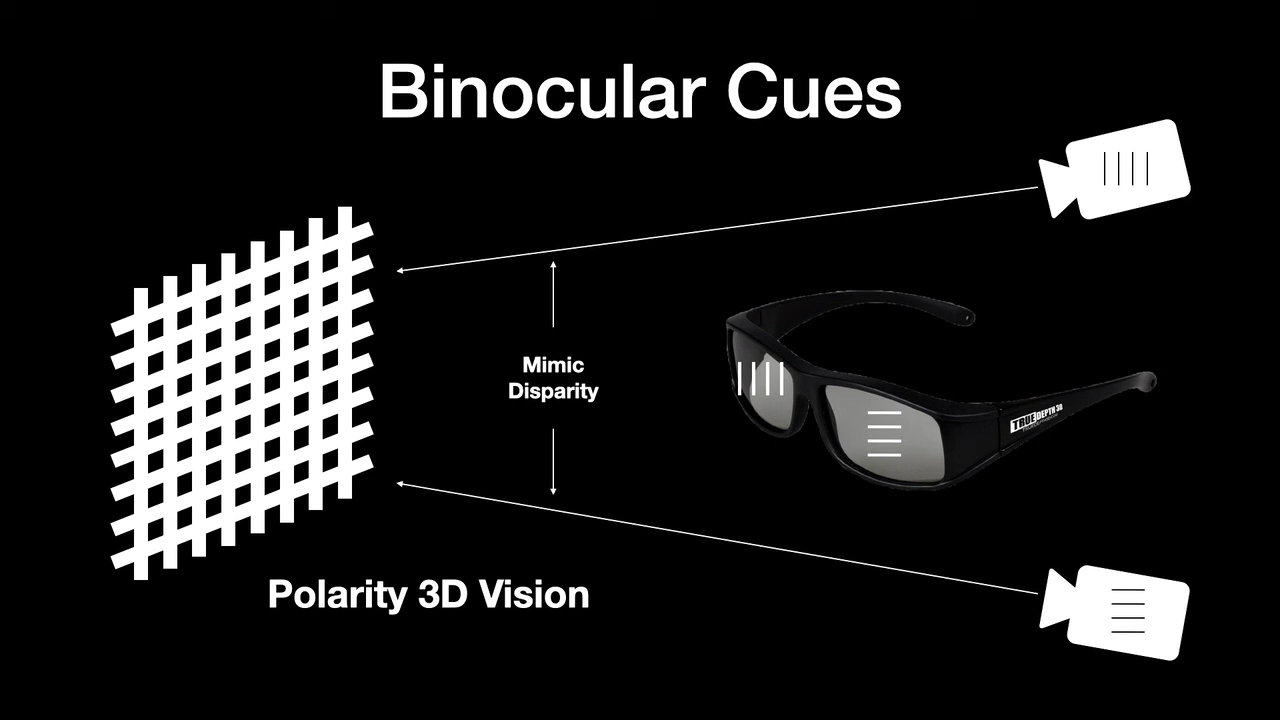 Binocular Cues
Mimic
Disparity
TRUE DEPTH 3D
Polarity 3D Vision